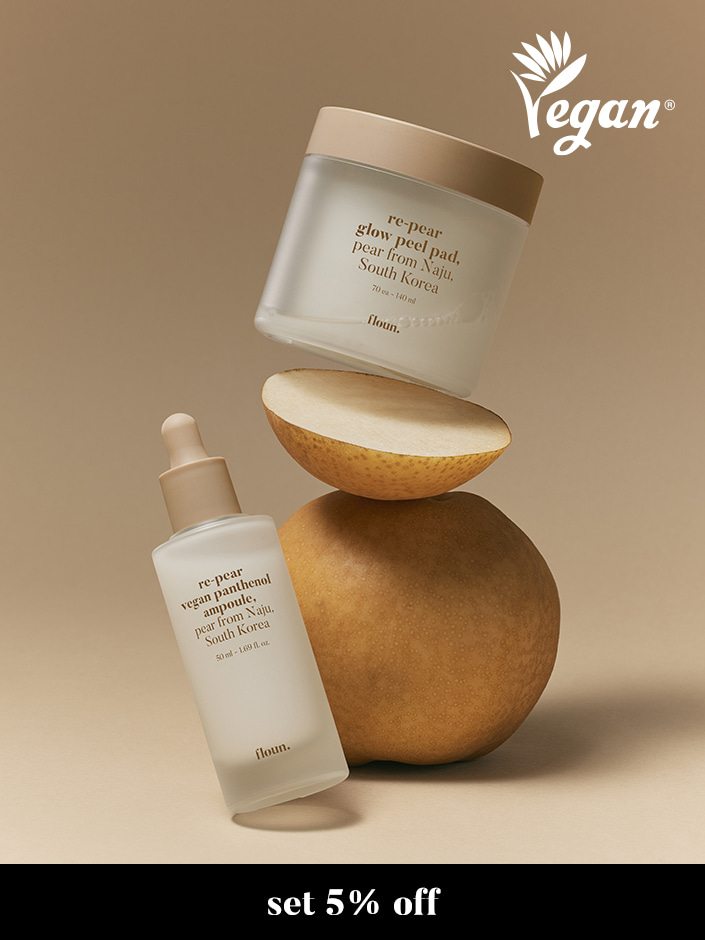 Vegan®
re-pear
glow peel pad,
pear from Naju,
South Korea
70 ea - 140 ml
floun.
re-pear
vegan panthenol
ampoule,
pear from Naju,
South Korea
50 ml - 1.69 fl. oz.
floun.
set 5% off